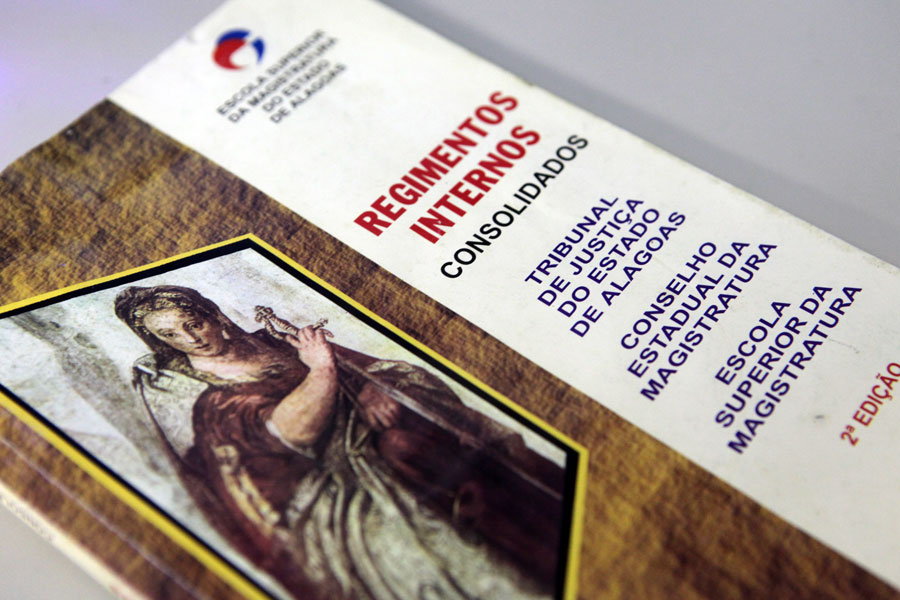 ESCOLA SUPERIOR
DA MAGISTRATURA
DO ESTADO
DE ALAGOAS
REGIMENTOS
INTERNOS
CONSOLIDADOS
TRIBUNAL
DE JUSTIÇA
DO ESTADO
DE ALAGOAS
CONSELHO
ESTADUAL DA
MAGISTRATURA
ESCOLA
SUPERIOR DA
MAGISTRATURA
2ª EDIÇÃO